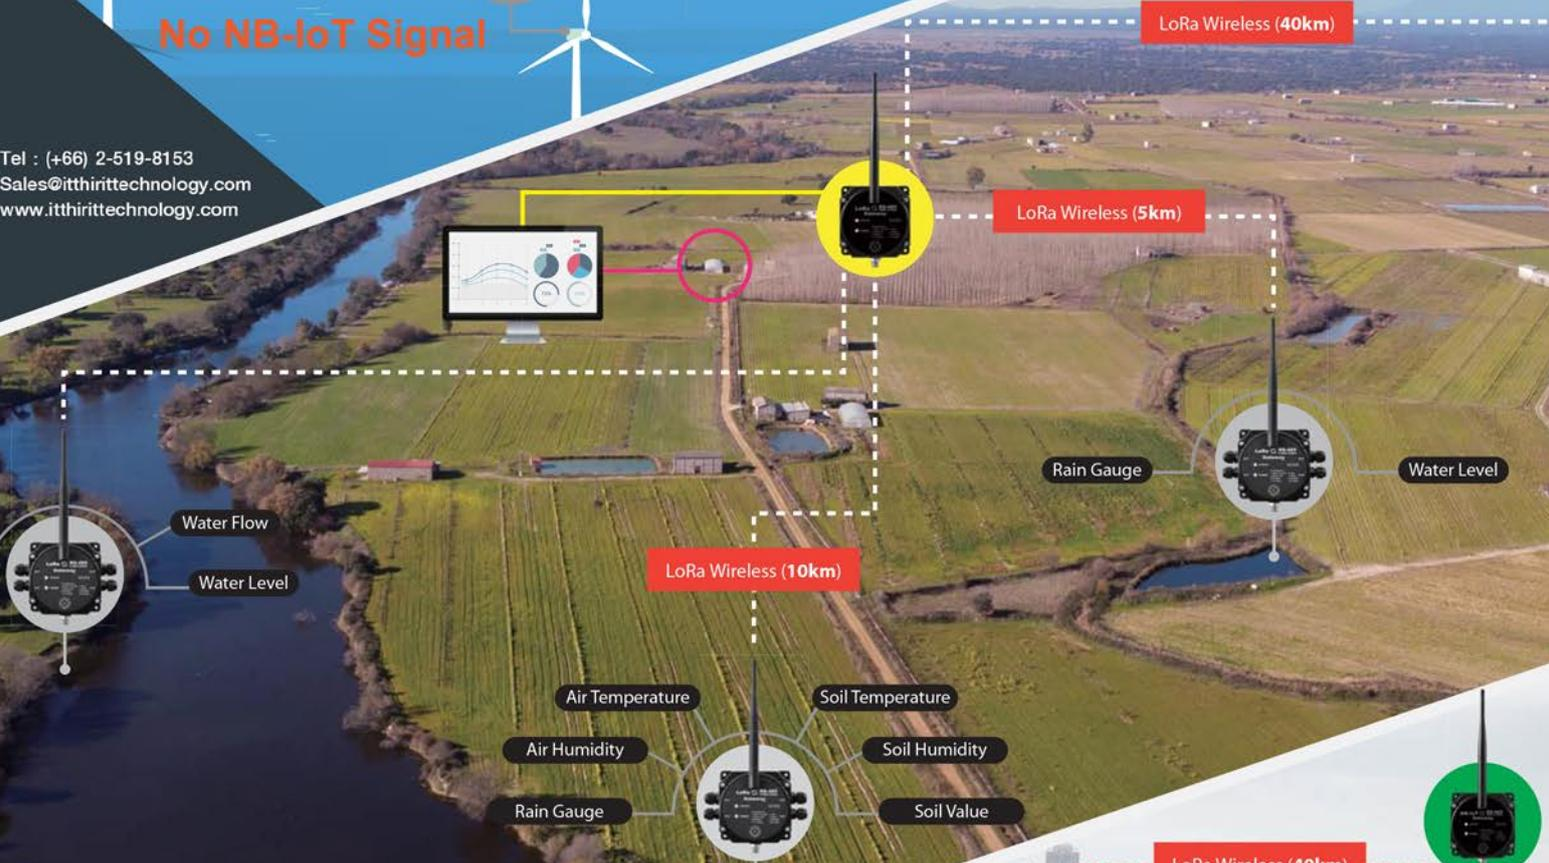 No NB-IoT Signal
LoRa Wireless (40km)
Tel : (+66) 2-519-8153
Sales@itthirittechnology.com
www.itthirittechnology.com
LoRa Wireless (5km)
Rain Gauge
Water Level
Water Flow
Water Level
LoRa Wireless (10km)
Air Temperature
Soil Temperature
Air Humidity
Soil Humidity
Rain Gauge
Soil Value